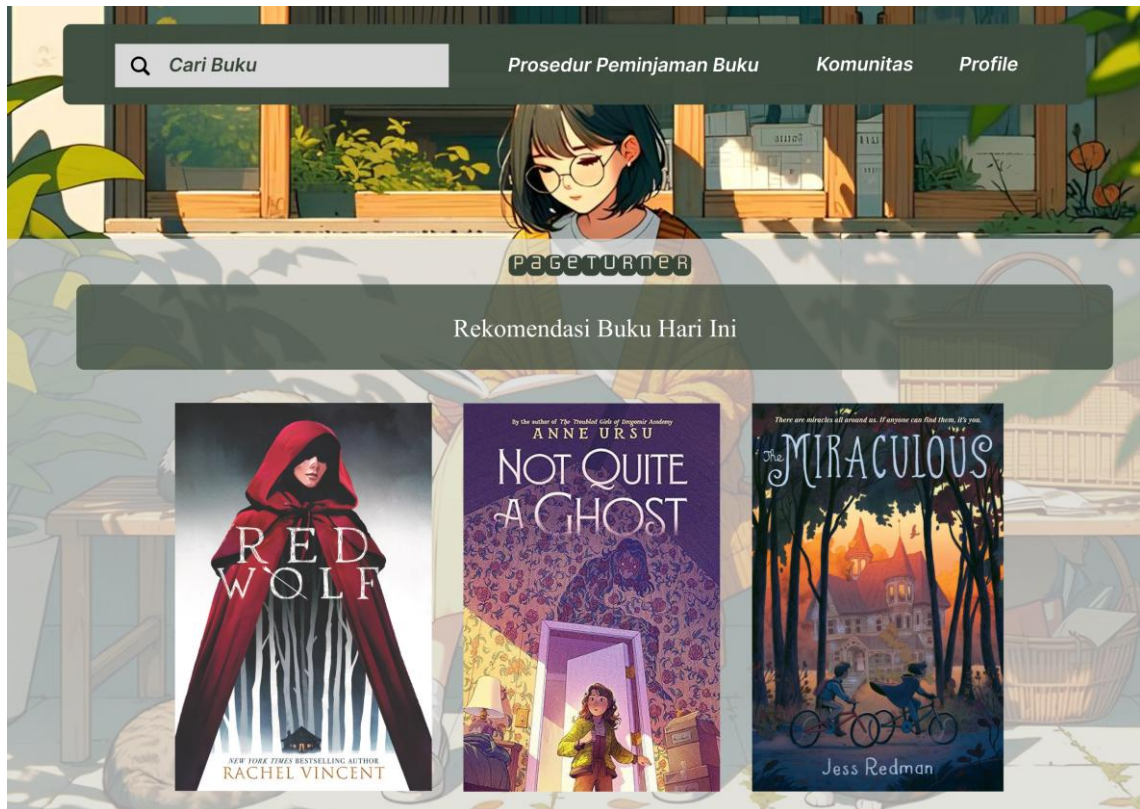 Cari Buku
Prosedur Peminjaman Buku
Komunitas
Profile
PAGETURNER
Rekomendasi Buku Hari Ini
RED
WOLF
NEW YORK TIMES BESTSELLING AUTHOR
RACHEL VINCENT
By the author of The Troubled Girls of Dragomir Academy
ANNE URSU
NOT QUITE
A GHOST
There are miracles all around us. If anyone can find them, it's you.
The MIRACULOUS
Jess Redman